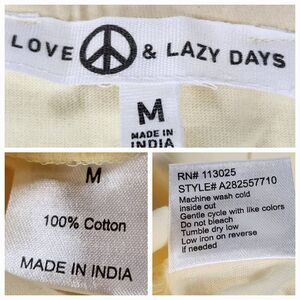 LOVE & LAZY DAYS
M
MADE IN
INDIA
M
100% Cotton
MADE IN INDIA
RN# 113025
STYLE# A282557710
Machine wash cold
inside out
Gentle cycle with like colors
Do not bleach
Tumble dry low
Low iron on reverse
If needed